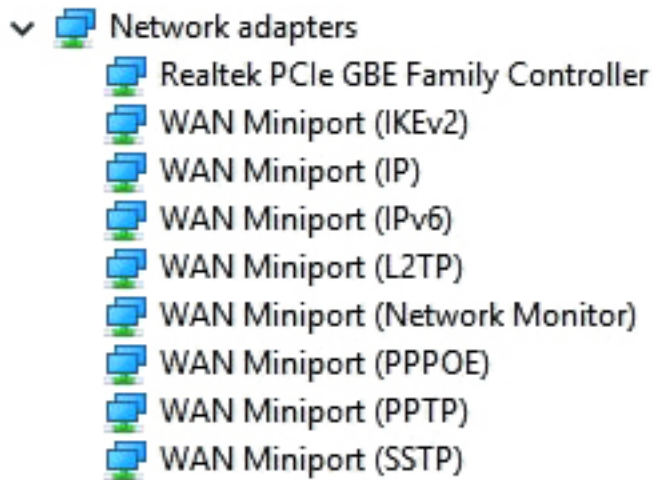 Network adapters
Realtek PCIe GBE Family Controller
WAN Miniport (IKEv2)
WAN Miniport (IP)
WAN Miniport (IPv6)
WAN Miniport (L2TP)
WAN Miniport (Network Monitor)
WAN Miniport (PPPOE)
WAN Miniport (PPTP)
WAN Miniport (SSTP)